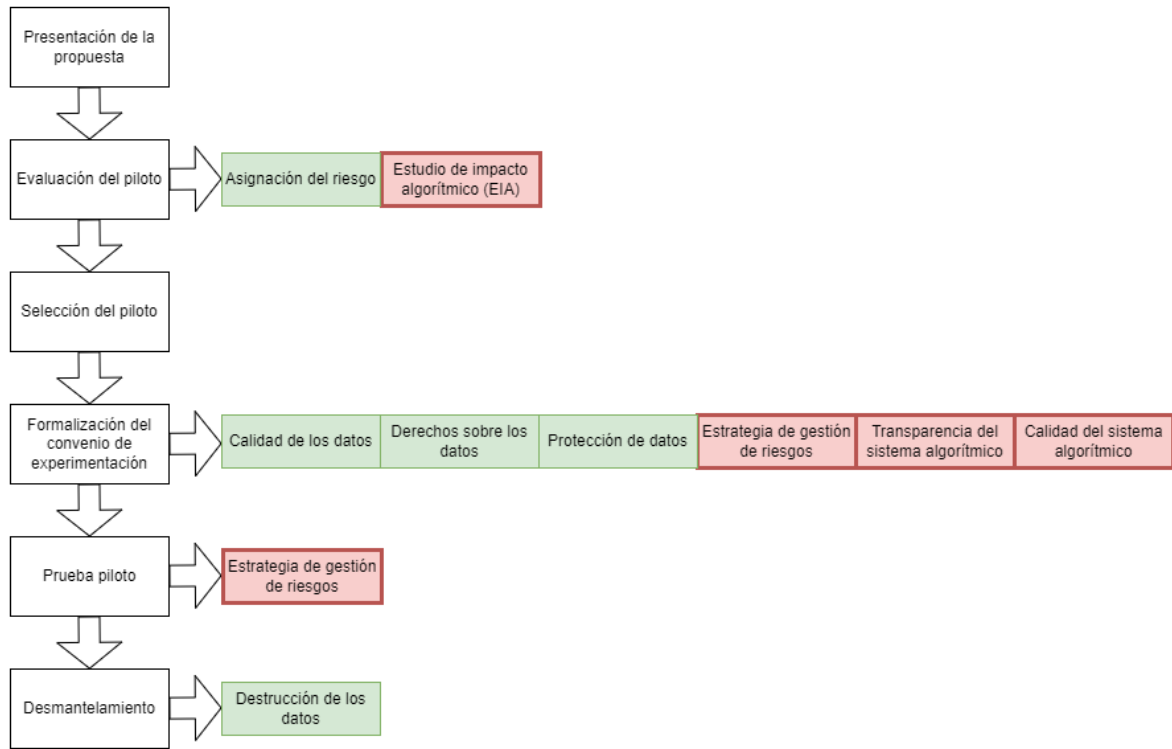 Presentación de la
propuesta
Evaluación del piloto
Asignación del riesgo
Estudio de impacto
algorítmico (EIA)
Selección del piloto
Formalización del
convenio de
experimentación
Calidad de los datos
Derechos sobre los
datos
Protección de datos
Estrategia de gestión
de riesgos
Transparencia del
sistema algorítmico
Calidad del sistema
algorítmico
Prueba piloto
Estrategia de gestión
de riesgos
Desmantelamiento
Destrucción de los
datos